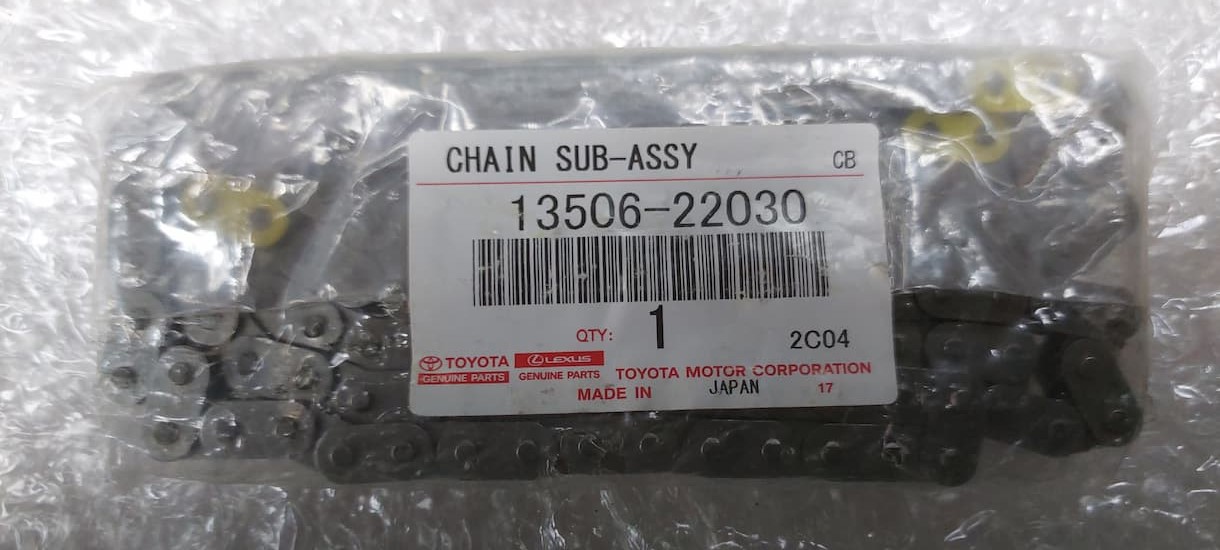 CHAIN SUB-ASSY CB
13506-22030
QTY: 1 2C04
TOYOTA LEXUS
GENUINE PARTS GENUINE PARTS TOYOTA MOTOR CORPORATION
MADE IN JAPAN 17